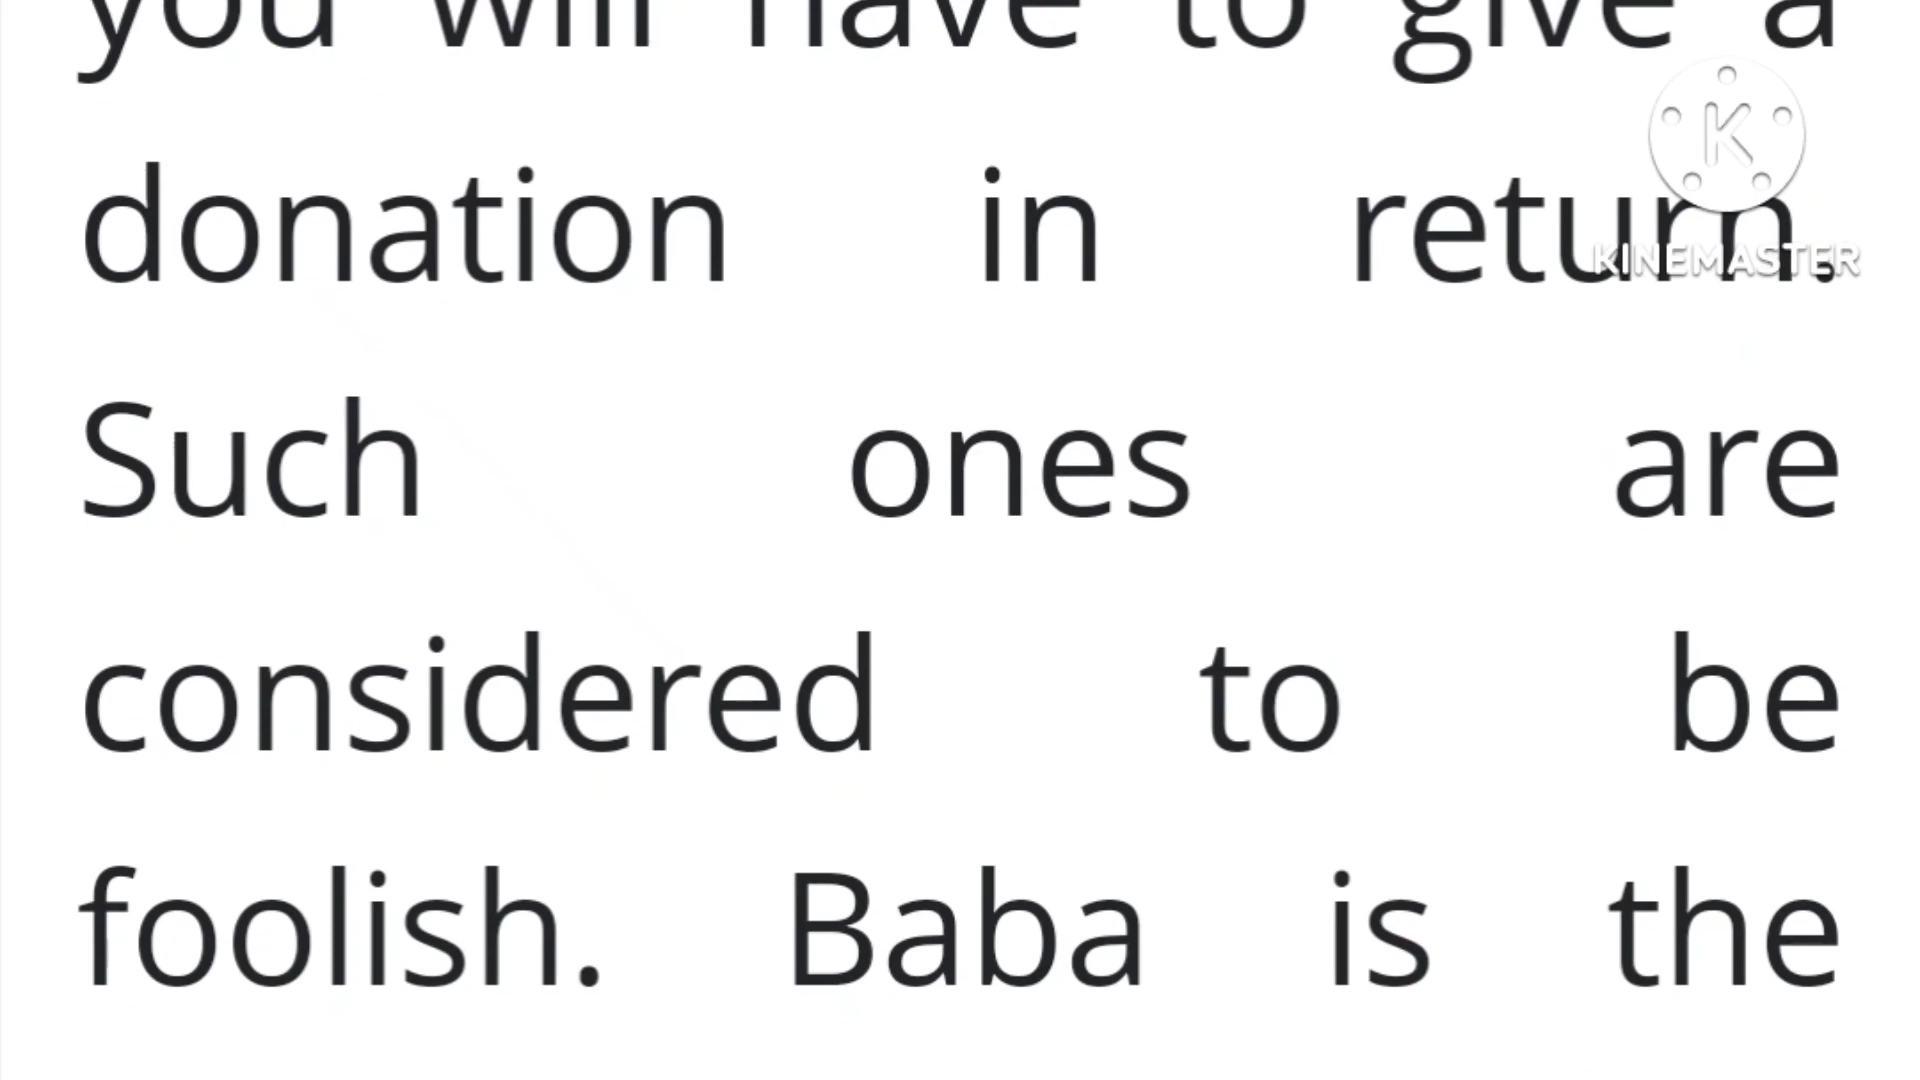 you will have to give a
K
donation in return.
KINEMASTER
Such ones are
considered to be
foolish. Baba is the